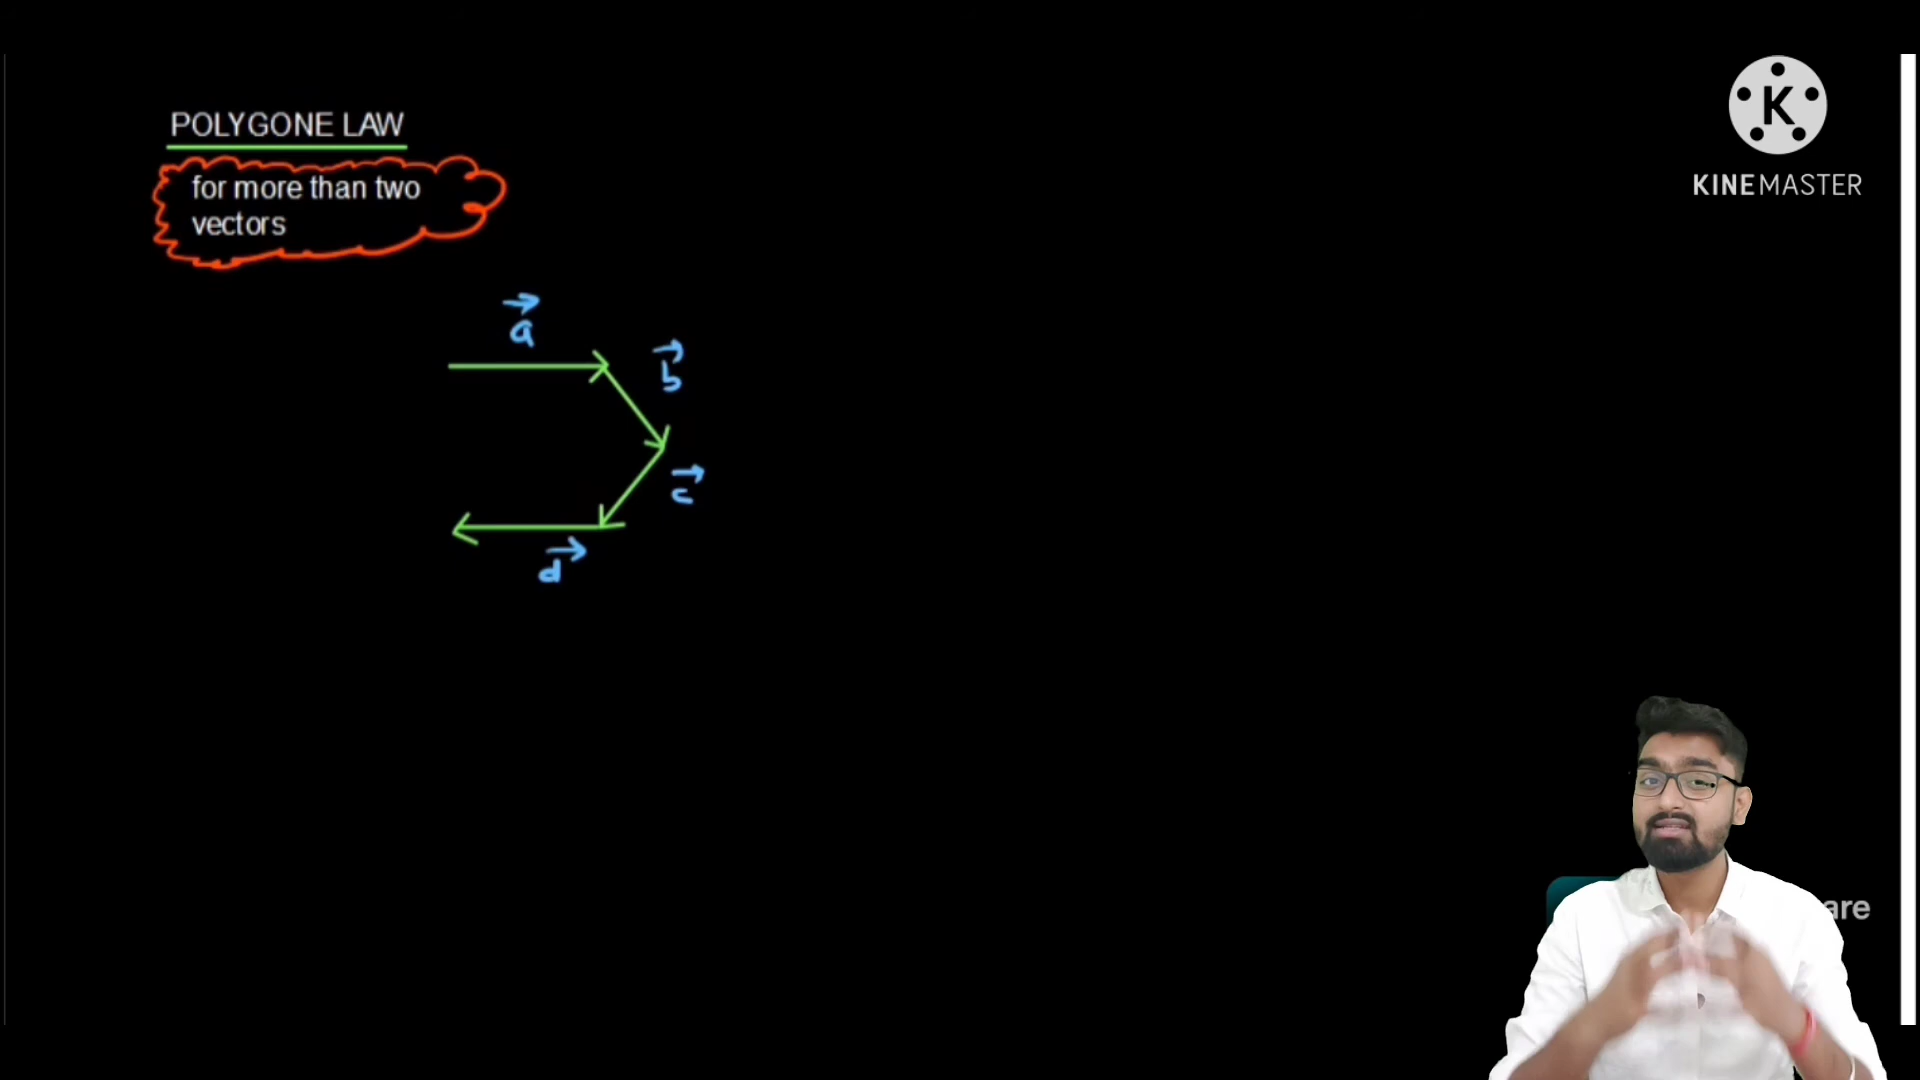 POLYGONE LAW
for more than two
vectors
a
b
c
d
K
KINEMASTER
are